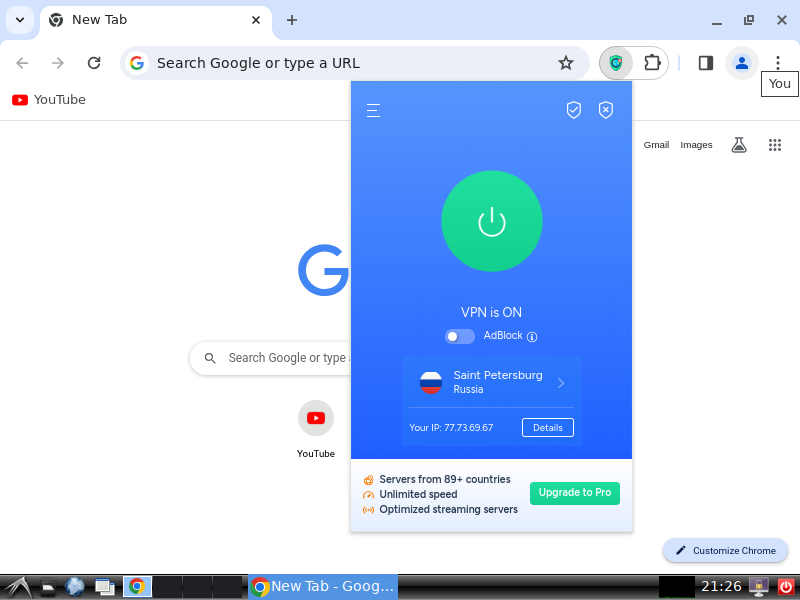 New Tab
Search Google or type a URL
You
YouTube
Gmail Images
G
VPN is ON
AdBlock
Search Google or type a
Saint Petersburg
Russia
Your IP: 77.73.69.67 Details
YouTube
Servers from 89+ countries
Unlimited speed
Optimized streaming servers
Upgrade to Pro
Customize Chrome
New Tab - Goog...
21:26